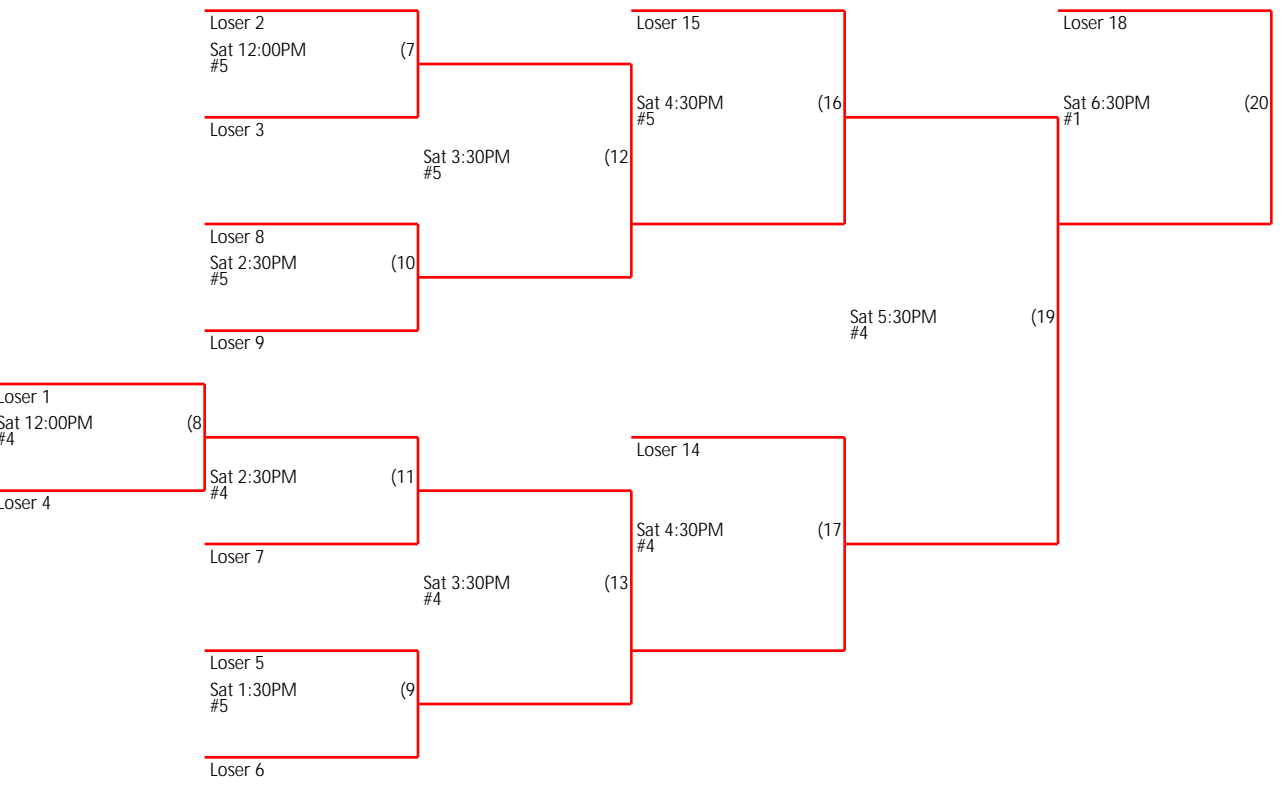 Loser 2
Sat 12:00PM (7
#5
Loser 3
Sat 3:30PM (12
#5
Loser 8
Sat 2:30PM (10
#5
Loser 9
Loser 15
Sat 4:30PM (16
#5
Loser 18
Sat 6:30PM (20
#1
Sat 5:30PM (19
#4
Loser 1
Sat 12:00PM (8
#4
Loser 4
Sat 2:30PM (11
#4
Loser 7
Sat 3:30PM (13
#4
Loser 5
Sat 1:30PM (9
#5
Loser 6
Loser 14
Sat 4:30PM (17
#4